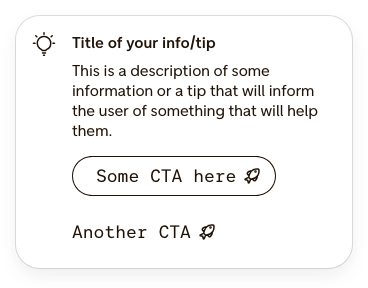 Title of your info/tip
This is a description of some
information or a tip that will inform
the user of something that will help
them.
Some CTA here
Another CTA